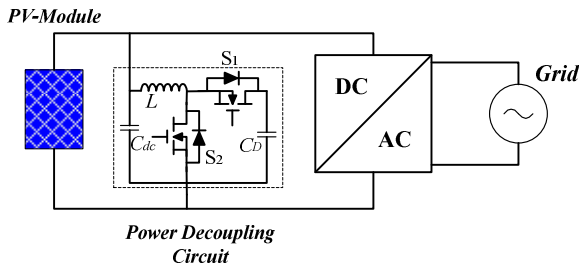 PV-Module
S1
L
Cdc
S2
CD
DC
AC
Grid
Power Decoupling
Circuit